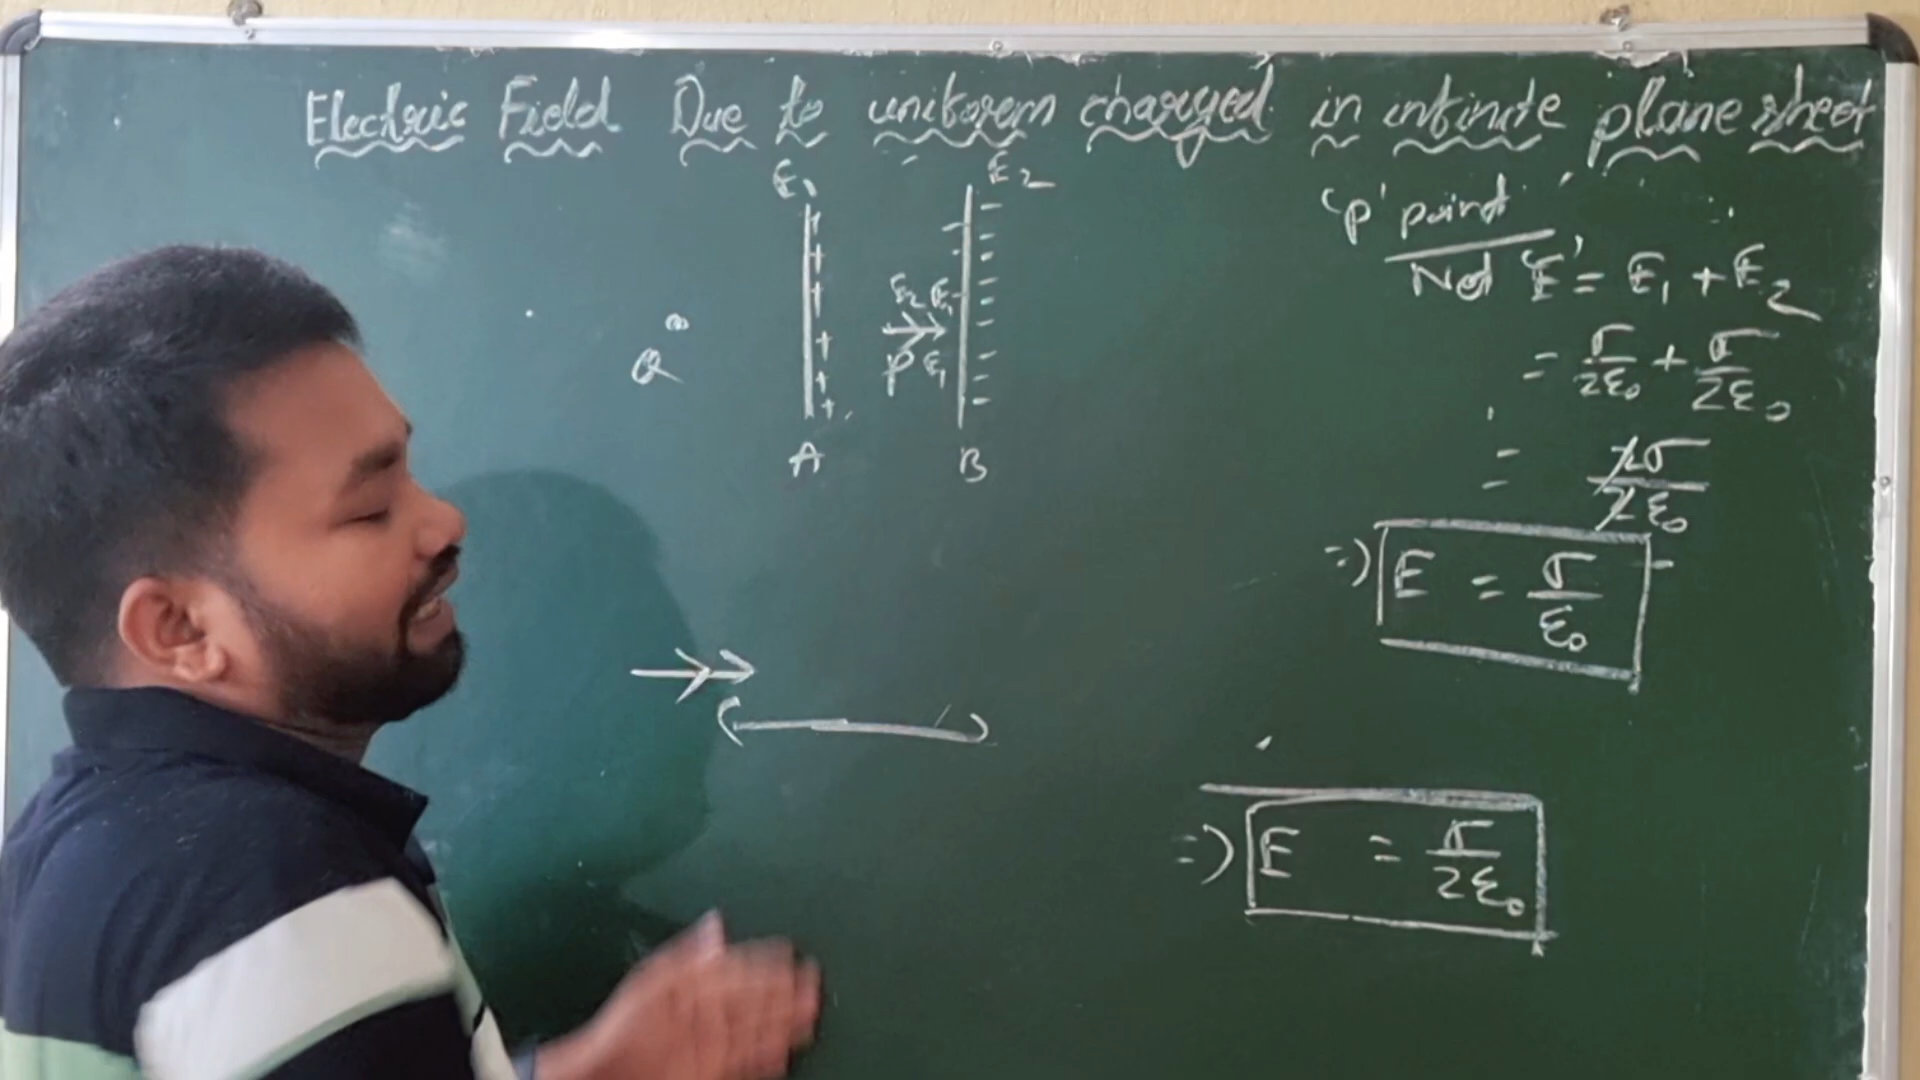 Electric Field Due to uniform charged in infinite plane sheet
E₁ E₂
'P' point
Net 'E' = E₁ + E₂
E₂ E₁
= σ/2ε₀ + σ/2ε₀
Q
P E₁
A B
= 2σ/2ε₀
=> E = σ/ε₀
=> E = σ/2ε₀